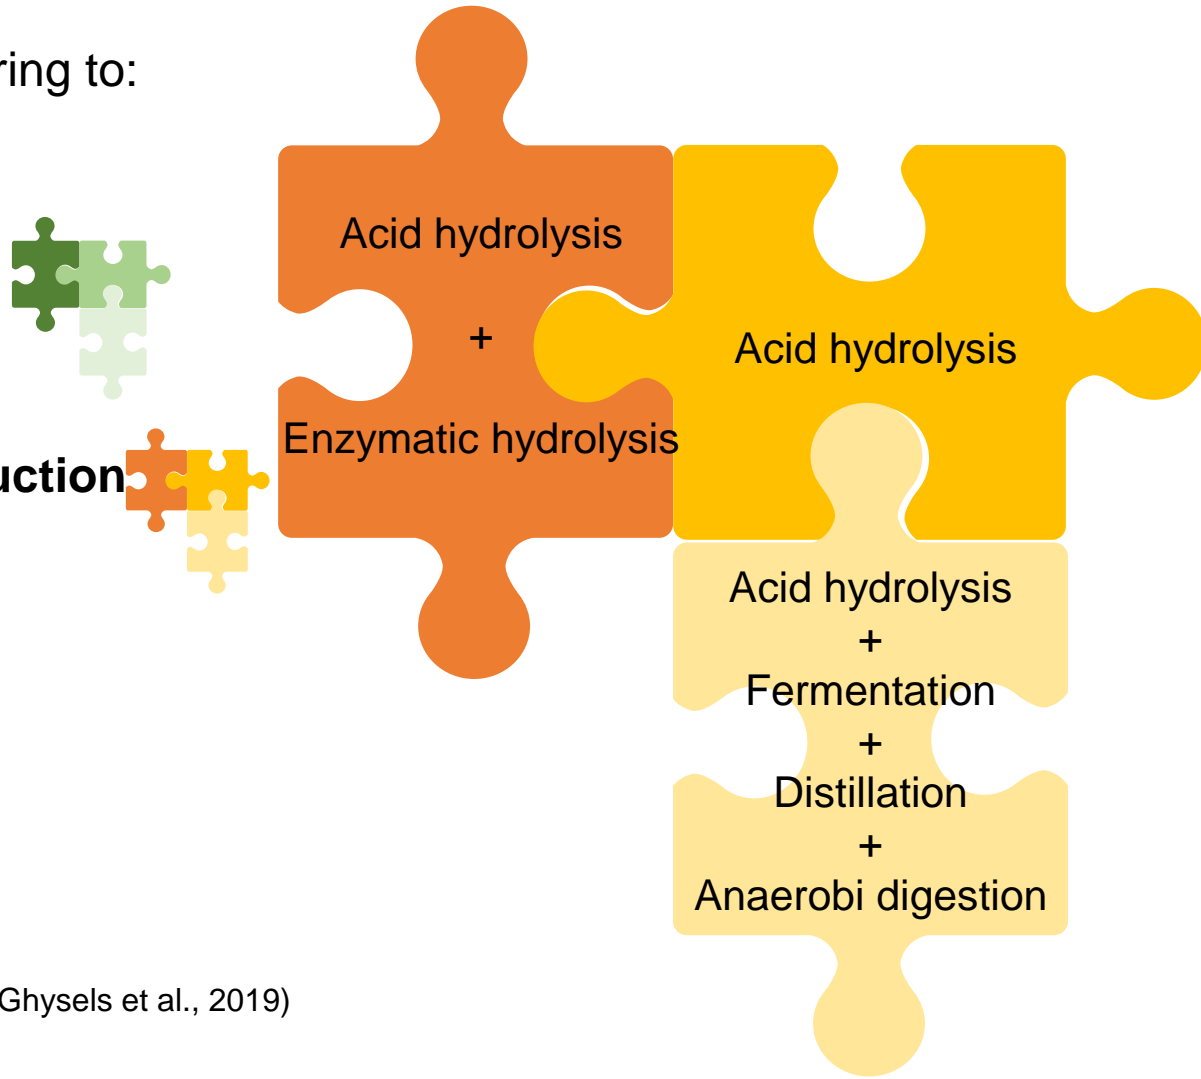 ring to:
Acid hydrolysis
+
Enzymatic hydrolysis
Acid hydrolysis
uction
Acid hydrolysis
+
Fermentation
+
Distillation
+
Anaerobi digestion
Ghysels et al., 2019)